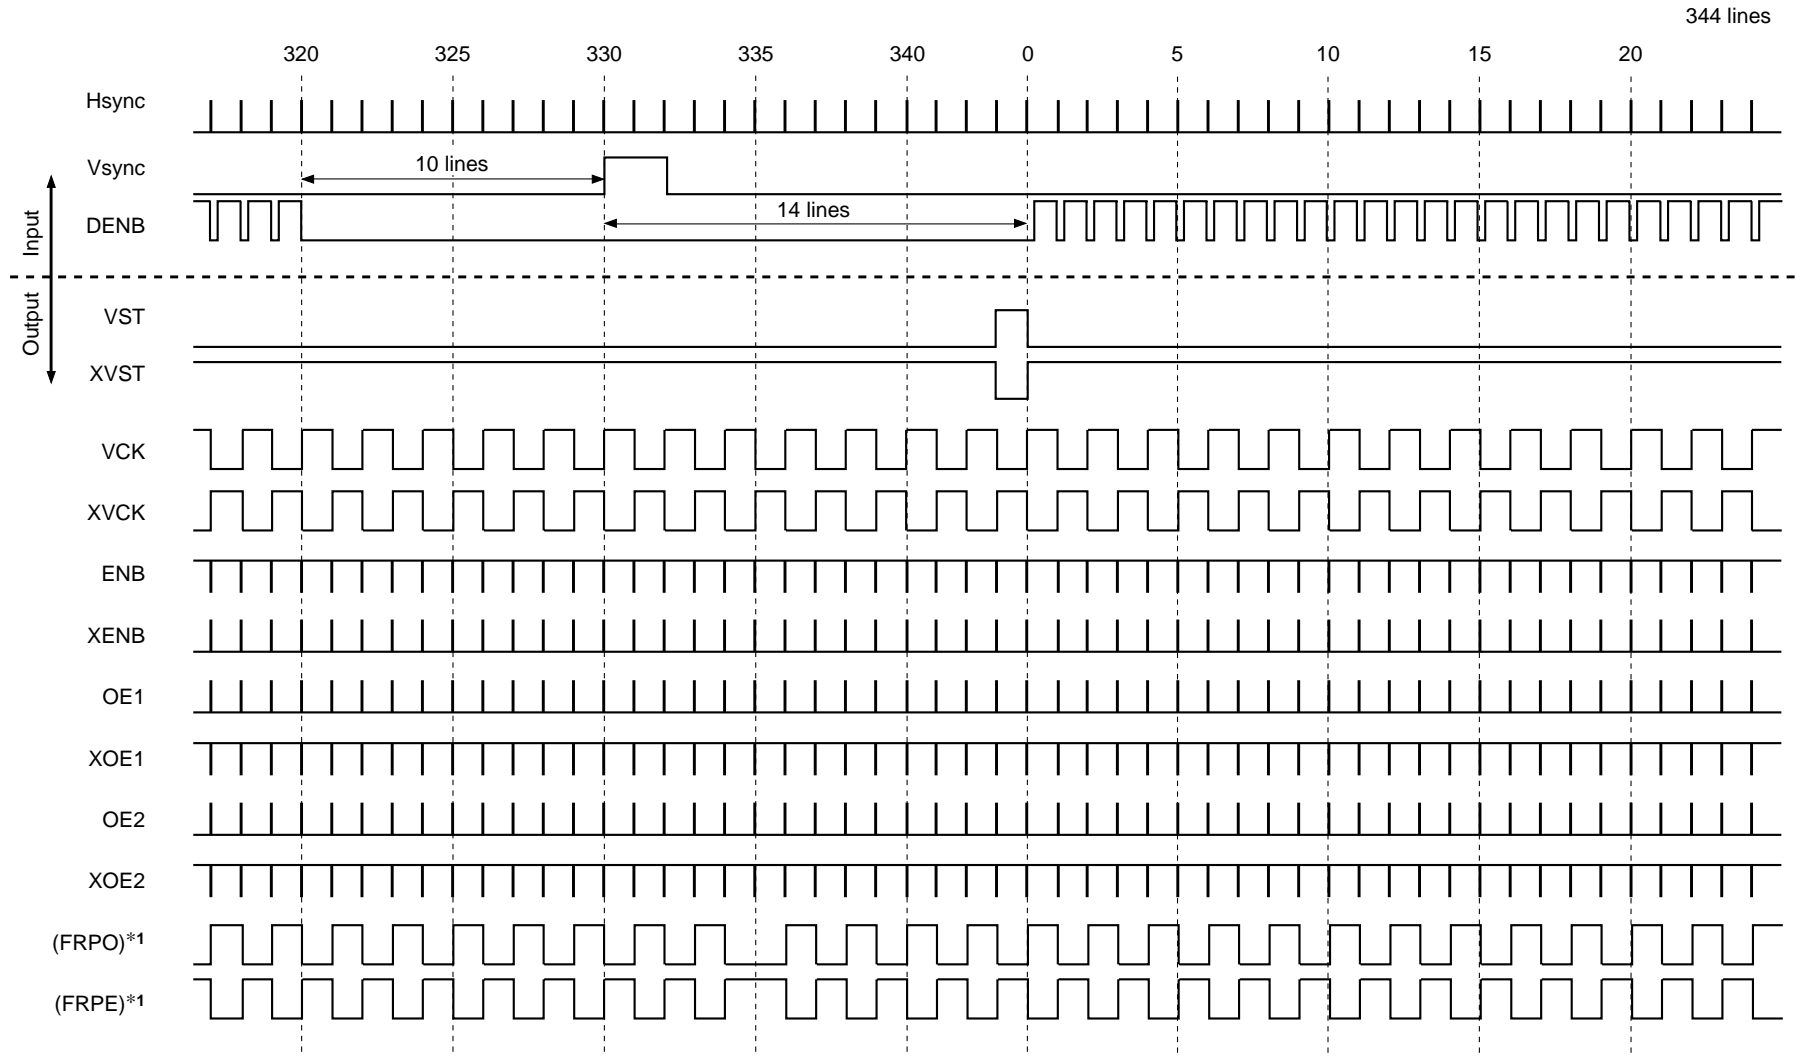 344 lines
320 325 330 335 340 0 5 10 15 20
Hsync
Vsync
10 lines
DENB
14 lines
Input
Output
VST
XVST
VCK
XVCK
ENB
XENB
OE1
XOE1
OE2
XOE2
(FRPO)*1
(FRPE)*1